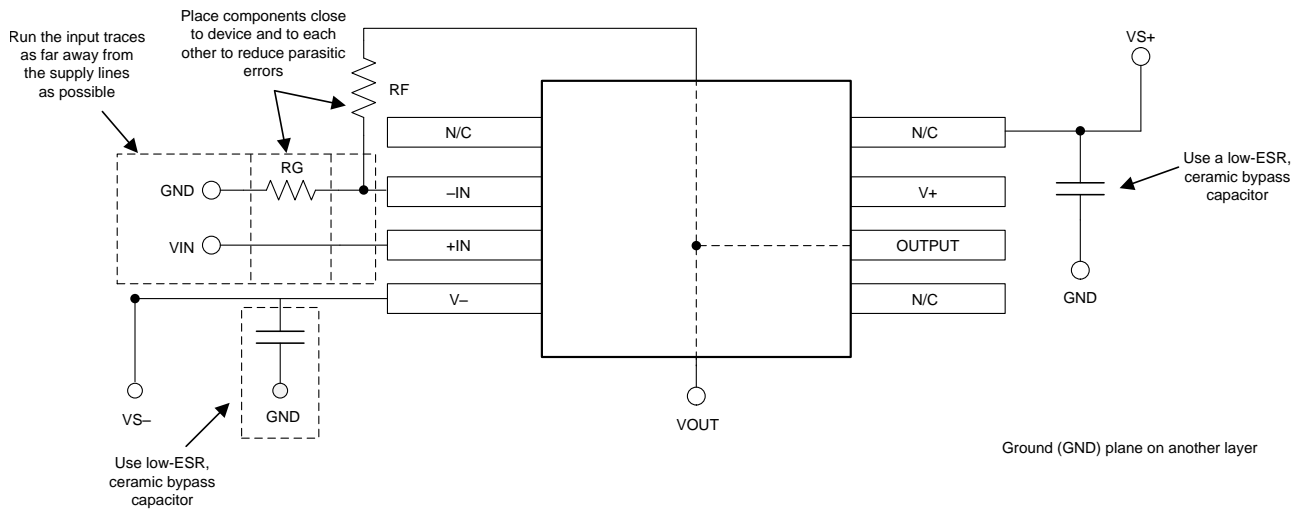 Run the input traces
as far away from
the supply lines
as possible
Place components close
to device and to each
other to reduce parasitic
errors
RF
N/C
RG
GND
–IN
VIN
+IN
V–
VS–
GND
Use low-ESR,
ceramic bypass
capacitor
VOUT
N/C
V+
OUTPUT
N/C
VS+
Use a low-ESR,
ceramic bypass
capacitor
GND
Ground (GND) plane on another layer